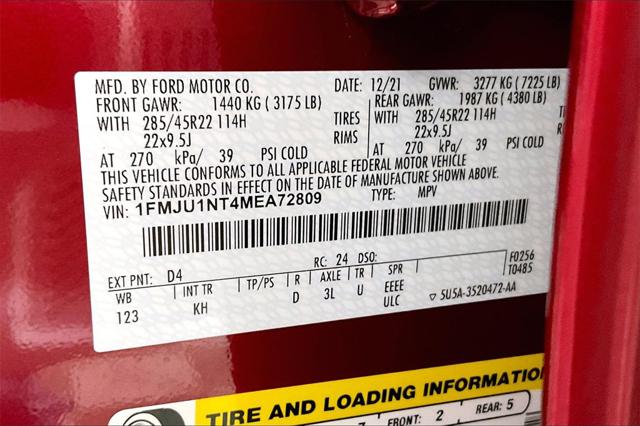 MFD. BY FORD MOTOR CO. DATE: 12/21 GVWR: 3277 KG ( 7225 LB)
FRONT GAWR: 1440 KG ( 3175 LB) REAR GAWR: 1987 KG ( 4380 LB)
WITH 285/45R22 114H TIRES WITH 285/45R22 114H
22x9.5J RIMS 22x9.5J
AT 270 kPa/ 39 PSI COLD AT 270 kPa/ 39 PSI COLD
THIS VEHICLE CONFORMS TO ALL APPLICABLE FEDERAL MOTOR VEHICLE
SAFETY STANDARDS IN EFFECT ON THE DATE OF MANUFACTURE SHOWN ABOVE.
VIN: 1FMJU1NT4MEA72809 TYPE: MPV
EXT PNT: D4 RC: 24 DSO: F0256
T0485
WB INT TR TP/PS R AXLE TR SPR
123 KH D 3L U EEEE
ULC ▽ 5U5A-3520472-AA
TIRE AND LOADING INFORMATION
FRONT: 2 REAR: 5